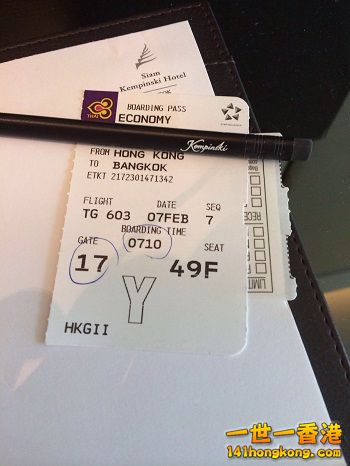 Siam
Kempinski Hotel
BOARDING PASS
THAI
ECONOMY
Kempinski
FROM HONG KONG
TO BANGKOK
ETKT 2172301471342
FLIGHT DATE SEQ
TG 603 07FEB 7
BOARDING TIME
GATE 0710 SEAT
17 49F
Y
HKGII
一世一香港
141hongkong.com